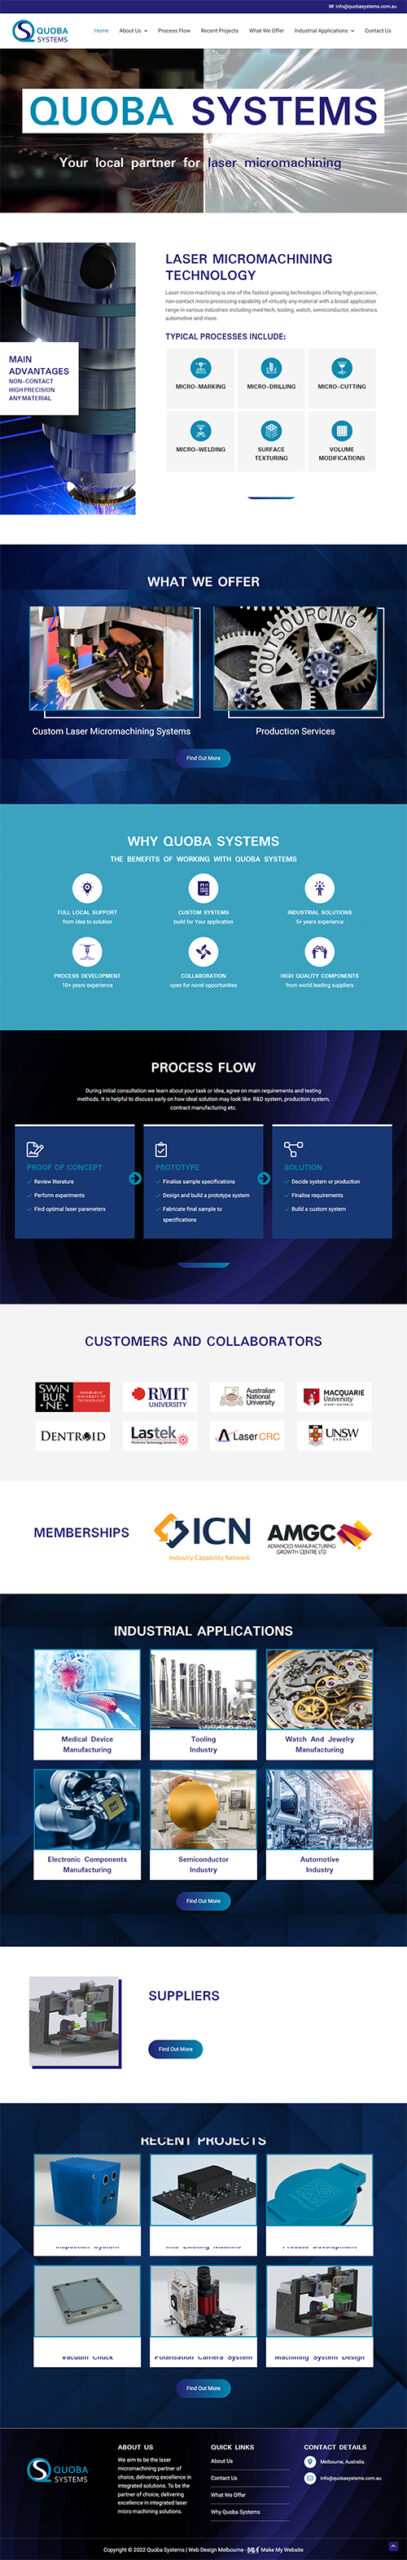 info@quobasystems.com.au
QUOBA
SYSTEMS
Home About Us Process Flow Recent Projects What We Offer Industrial Applications Contact Us
QUOBA SYSTEMS
Your local partner for laser micromachining
LASER MICROMACHINING
TECHNOLOGY
Laser micro-machining is one of the fastest growing technologies offering high precision,
non-contact micro processing capability of virtually any material with a broad application
range in various industries including med-tech, tooling, watch, semiconductor, electronics
automotive and more.
TYPICAL PROCESSES INCLUDE:
MAIN
ADVANTAGES
NON-CONTACT
HIGH PRECISION
ANY MATERIAL
MICRO-MARKING MICRO-DRILLING MICRO-CUTTING
MICRO-WELDING SURFACE TEXTURING VOLUME MODIFICATIONS
WHAT WE OFFER
OUTSOURCING
Custom Laser Micromachining Systems Production Services
Find Out More
WHY QUOBA SYSTEMS
THE BENEFITS OF WORKING WITH QUOBA SYSTEMS
FULL LOCAL SUPPORT CUSTOM SYSTEMS INDUSTRIAL SOLUTIONS
from idea to solution build for Your application 5+ years experience
PROCESS DEVELOPMENT COLLABORATION HIGH QUALITY COMPONENTS
10+ years experience open for novel opportunities from world leading suppliers
PROCESS FLOW
During initial consultation we learn about your task or idea, agree on main requirements and testing
methods. It is helpful to discuss early on how ideal solution may look like: R&D system, production system,
contract manufacturing etc.
PROOF OF CONCEPT
Review literature
Perform experiments
Find optimal laser parameters
PROTOTYPE
Finalise sample specifications
Design and build a prototype system
Fabricate final sample to
specifications
SOLUTION
Decide system or production
Finalise requirements
Build a custom system
CUSTOMERS AND COLLABORATORS
SWIN
BUR
NE
SWINBURNE
UNIVERSITY OF
TECHNOLOGY
RMIT
UNIVERSITY
Australian
National
University
MACQUARIE
University
SYDNEY·AUSTRALIA
DENTROID
Lastek
Photonics Technology Solutions
LaserCRC
UNSW
SYDNEY
MEMBERSHIPS
ICN
Industry Capability Network
AMGC
ADVANCED MANUFACTURING
GROWTH CENTRE LTD
INDUSTRIAL APPLICATIONS
Medical Device
Manufacturing
Tooling
Industry
Watch And Jewelry
Manufacturing
Electronic Components
Manufacturing
Semiconductor
Industry
Automotive
Industry
Find Out More
SUPPLIERS
Find Out More
RECENT PROJECTS
Inspection System
Into Existing Machine
Process Development
Vacuum Chuck
Polarisation Camera System
Machining System Design
Find Out More
QUOBA
SYSTEMS
ABOUT US
We aim to be the laser
micromachining partner of
choice, delivering excellence in
integrated solutions. To be the
partner of choice, delivering
excellence in integrated laser
micro machining solutions.
QUICK LINKS
About Us
Contact Us
What We Offer
Why Quoba Systems
CONTACT DETAILS
Melbourne, Australia.
info@quobasystems.com.au
Copyright © 2022 Quoba Systems | Web Design Melbourne - Make My Website